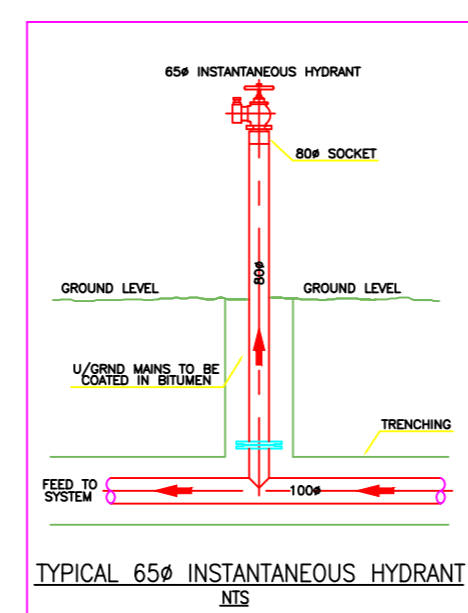 65ø INSTANTANEOUS HYDRANT
80ø SOCKET
80ø
GROUND LEVEL
GROUND LEVEL
U/GRND MAINS TO BE
COATED IN BITUMEN
TRENCHING
FEED TO
SYSTEM
100ø
TYPICAL 65ø INSTANTANEOUS HYDRANT
NTS